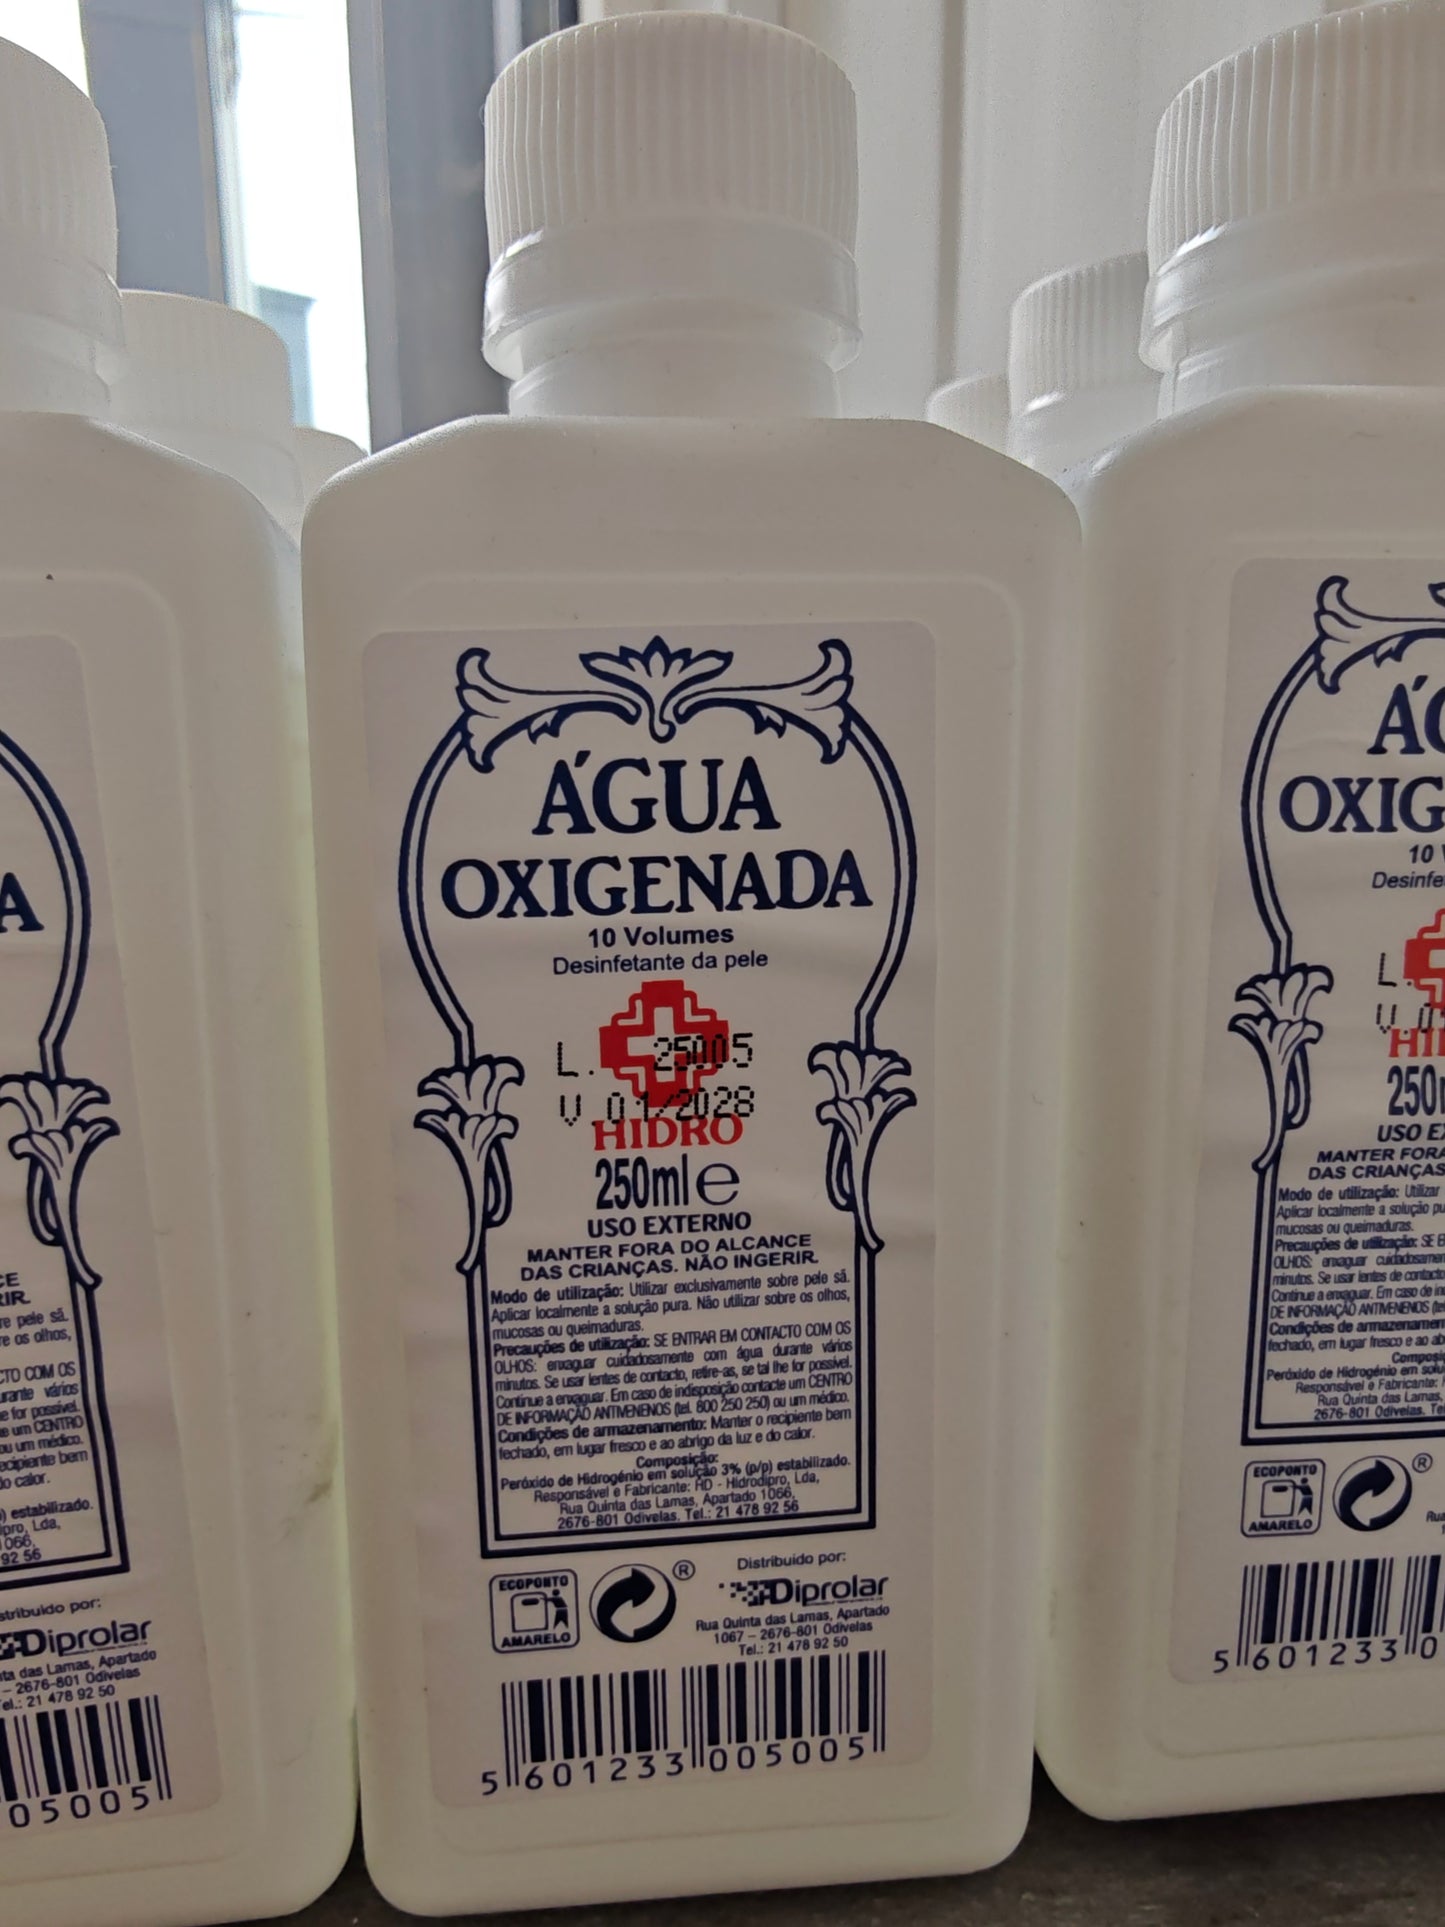 ÁGUA
OXIGENADA
10 Volumes
Desinfetante da pele
L. 25005
V.01/2028
HIDRO
250ml e
USO EXTERNO
MANTER FORA DO ALCANCE
DAS CRIANÇAS. NÃO INGERIR.
Modo de utilização: Utilizar exclusivamente sobre pele sã.
Aplicar localmente a solução pura. Não utilizar sobre os olhos,
mucosas ou queimaduras.
Precauções de utilização: SE ENTRAR EM CONTACTO COM OS
OLHOS: enxaguar cuidadosamente com água durante vários
minutos. Se usar lentes de contacto, retire-as, se tal lhe for possível.
Continue a enxaguar. Em caso de indisposição contacte um CENTRO
DE INFORMAÇÃO ANTIVENENOS (tel. 800 250 250) ou um médico.
Condições de armazenamento: Manter o recipiente bem
fechado, em lugar fresco e ao abrigo da luz e do calor.
Composição:
Peróxido de Hidrogénio em solução 3% (p/p) estabilizado.
Responsável e Fabricante: HD - Hidrodipro, Lda,
Rua Quinta das Lamas, Apartado 1066,
2676-801 Odivelas. Tel.: 21 478 92 56
ECOPONTO
AMARELO
®
Distribuido por:
Diprolar
Rua Quinta das Lamas, Apartado
1067 – 2676-801 Odivelas
Tel.: 21 478 92 50
5 601233 005005